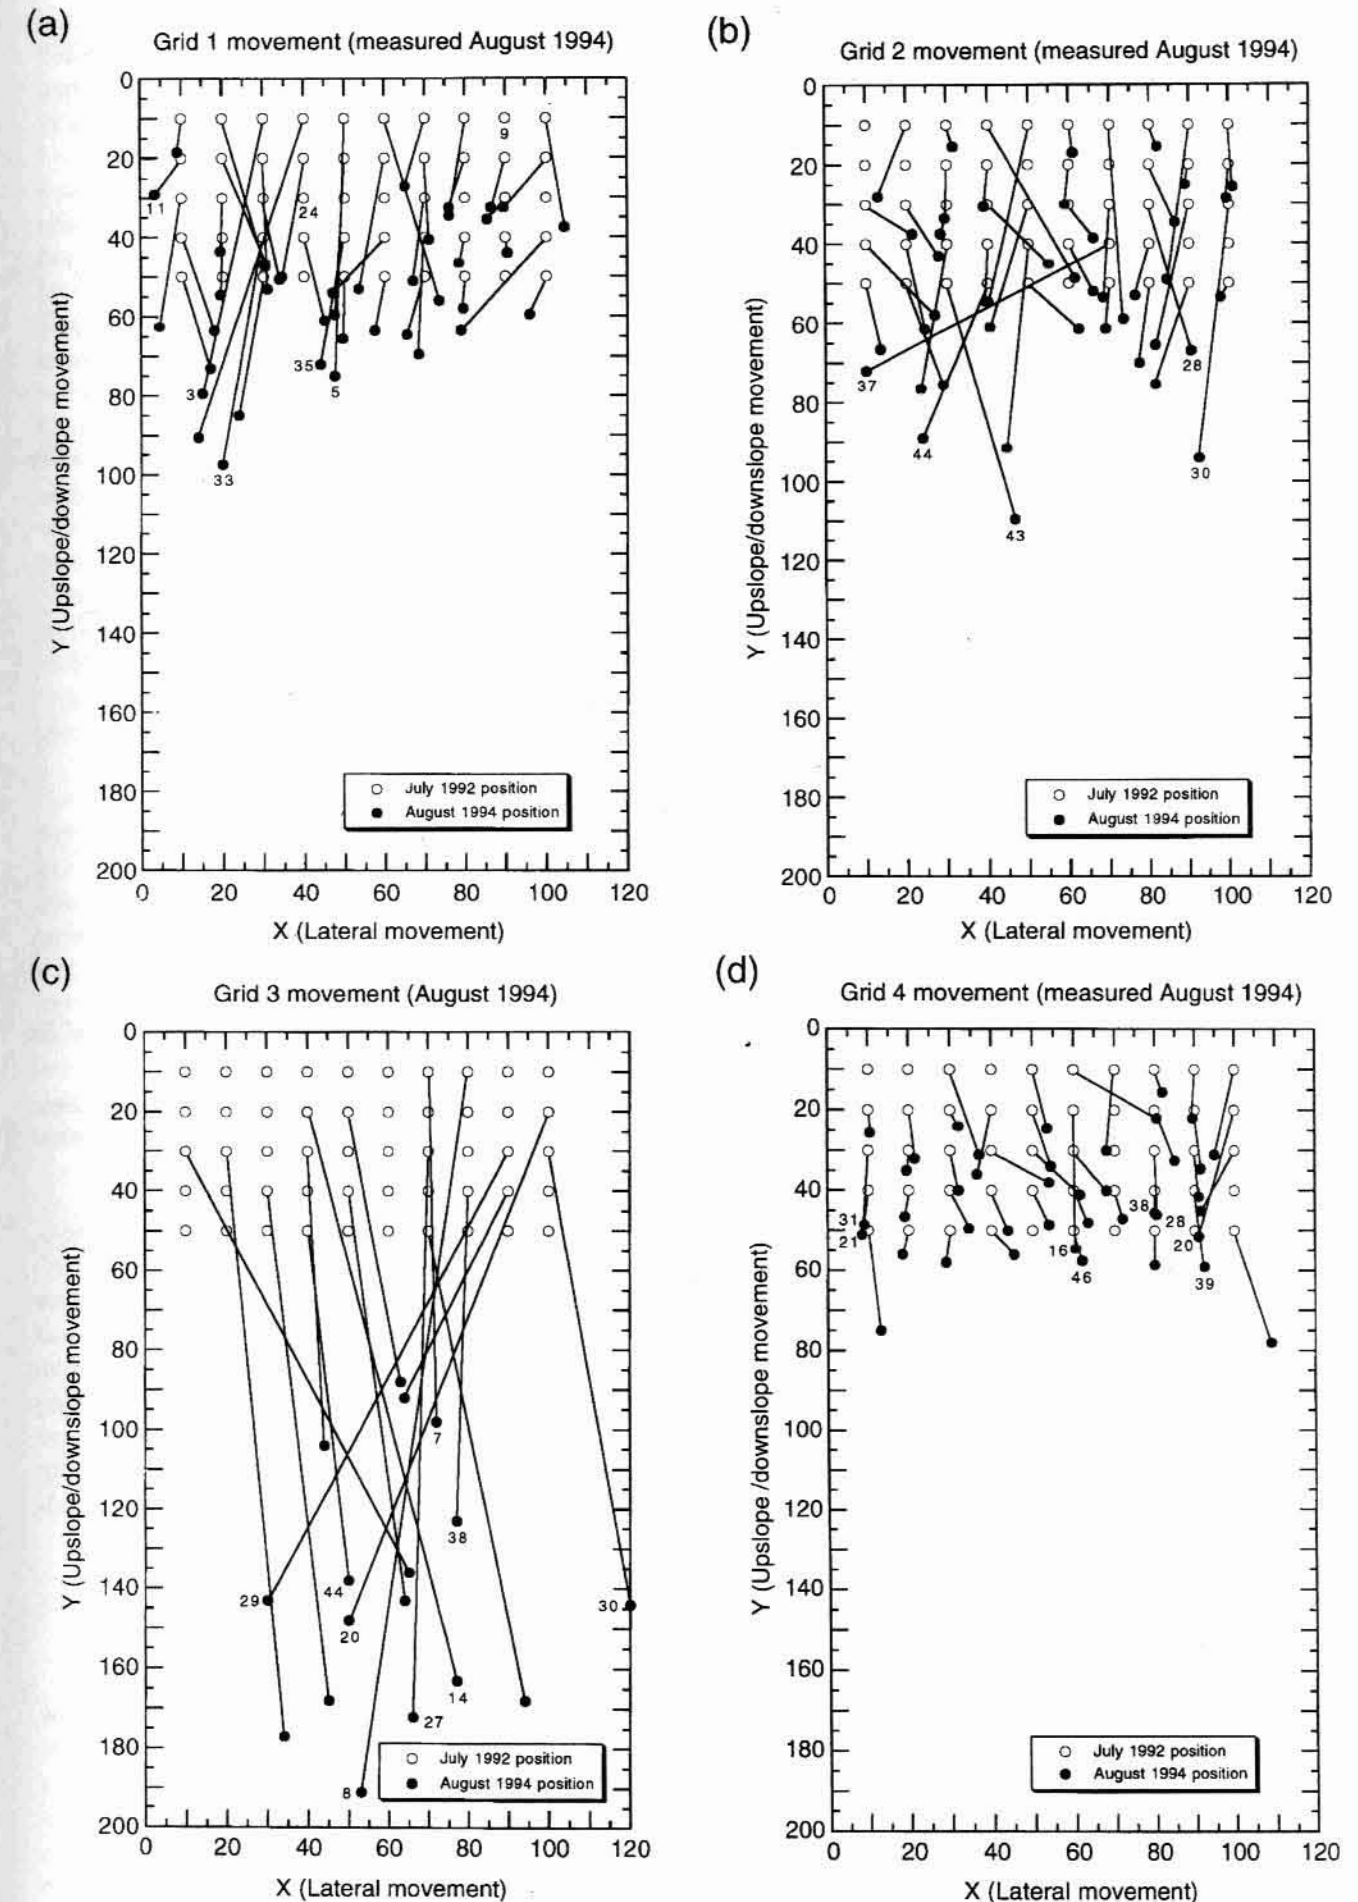 (a)
Grid 1 movement (measured August 1994)
0
20
40
60
80
100
120
140
160
180
200
Y (Upslope/downslope movement)
9
11
24
35
3
5
33
July 1992 position
August 1994 position
0 20 40 60 80 100 120
X (Lateral movement)
(b)
Grid 2 movement (measured August 1994)
0
20
40
60
80
100
120
140
160
180
200
Y (Upslope/downslope movement)
37
28
44
30
43
July 1992 position
August 1994 position
0 20 40 60 80 100 120
X (Lateral movement)
(c)
Grid 3 movement (August 1994)
0
20
40
60
80
100
120
140
160
180
200
Y (Upslope/downslope movement)
7
38
44
29
30
20
14
27
8
July 1992 position
August 1994 position
0 20 40 60 80 100 120
X (Lateral movement)
(d)
Grid 4 movement (measured August 1994)
0
20
40
60
80
100
120
140
160
180
200
Y (Upslope /downslope movement)
38
31
28
21
20
16
46
39
July 1992 position
August 1994 position
0 20 40 60 80 100 120
X (Lateral movement)